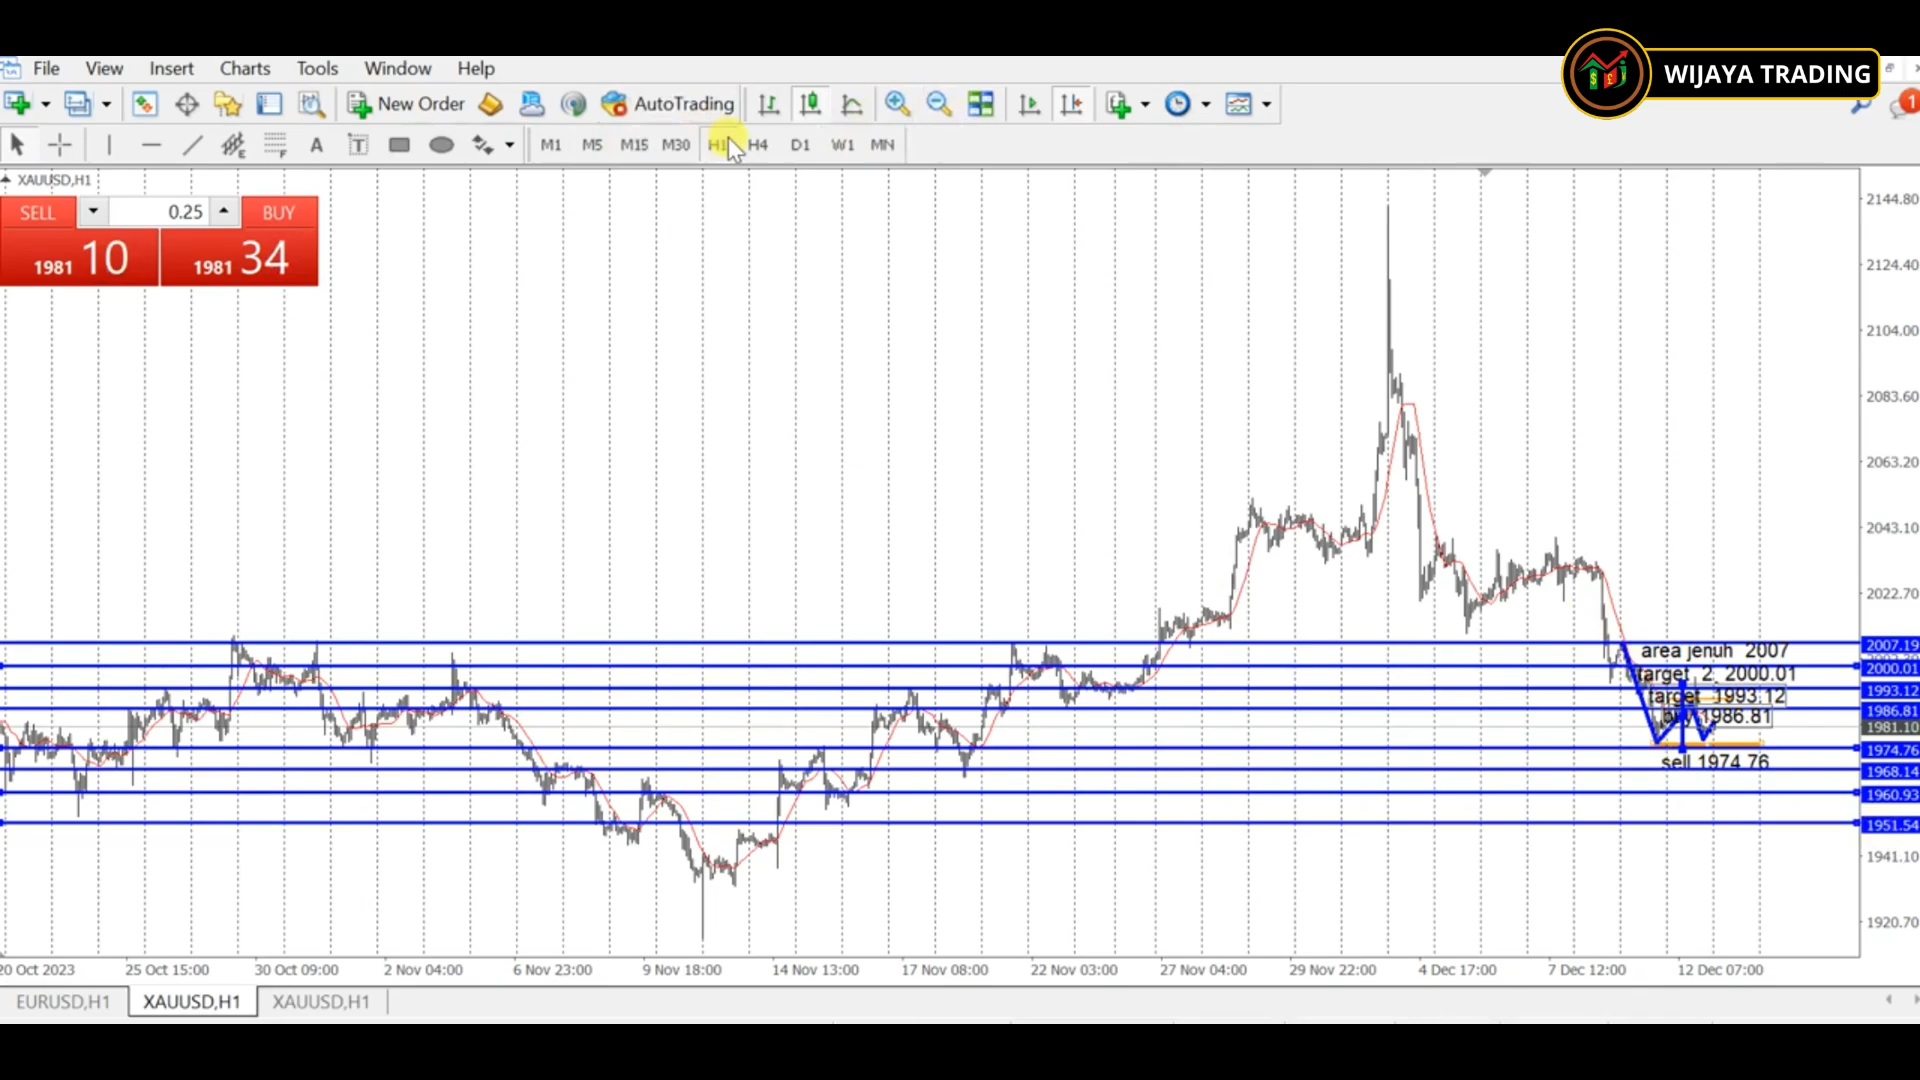 WIJAYA TRADING
File View Insert Charts Tools Window Help
New Order AutoTrading
1
A T M1 M5 M15 M30 H1 H4 D1 W1 MN
XAUUSD,H1
SELL 0.25 BUY
1981 10 1981 34
2144.80
2124.40
2104.00
2083.60
2063.20
2043.10
2022.70
2007.19
2000.01
1993.12
1986.81
1981.10
1974.76
1968.14
1960.93
1951.54
1941.10
1920.70
area jenuh 2007
target 2 2000.01
target 1993.12
buy 1986.81
sell 1974.76
20 Oct 2023 25 Oct 15:00 30 Oct 09:00 2 Nov 04:00 6 Nov 23:00 9 Nov 18:00 14 Nov 13:00 17 Nov 08:00 22 Nov 03:00 27 Nov 04:00 29 Nov 22:00 4 Dec 17:00 7 Dec 12:00 12 Dec 07:00
EURUSD,H1 XAUUSD,H1 XAUUSD,H1